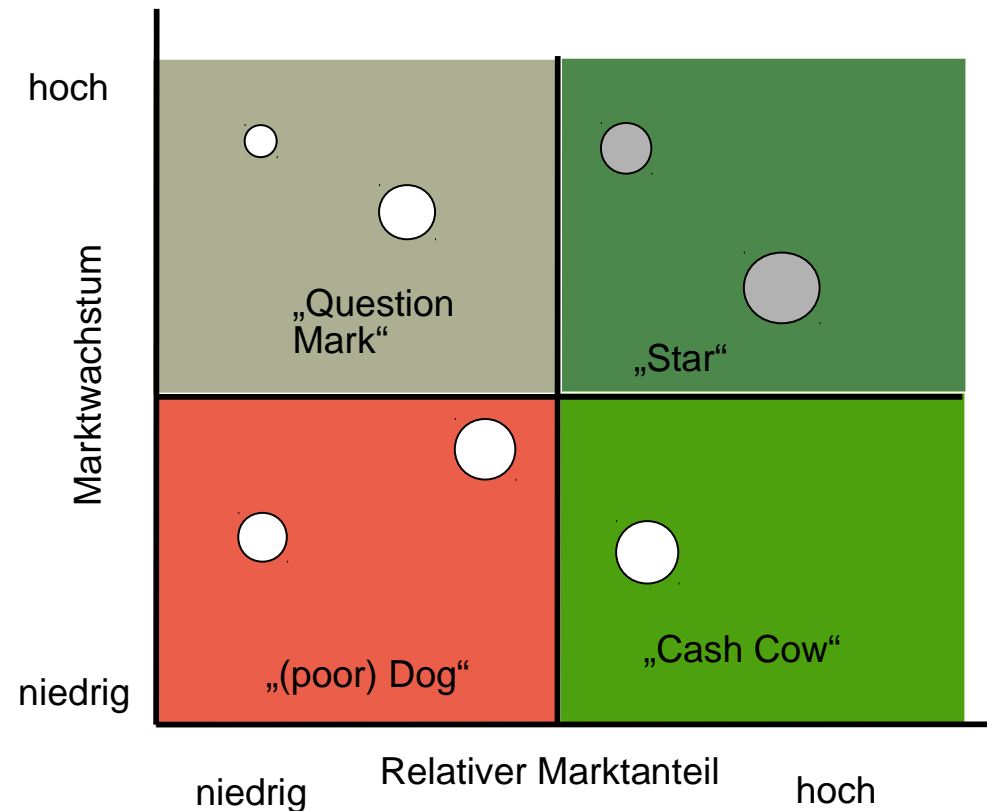 hoch
Marktwachstum
„Question
Mark“
„Star“
„(poor) Dog“
„Cash Cow“
niedrig
niedrig
Relativer Marktanteil
hoch